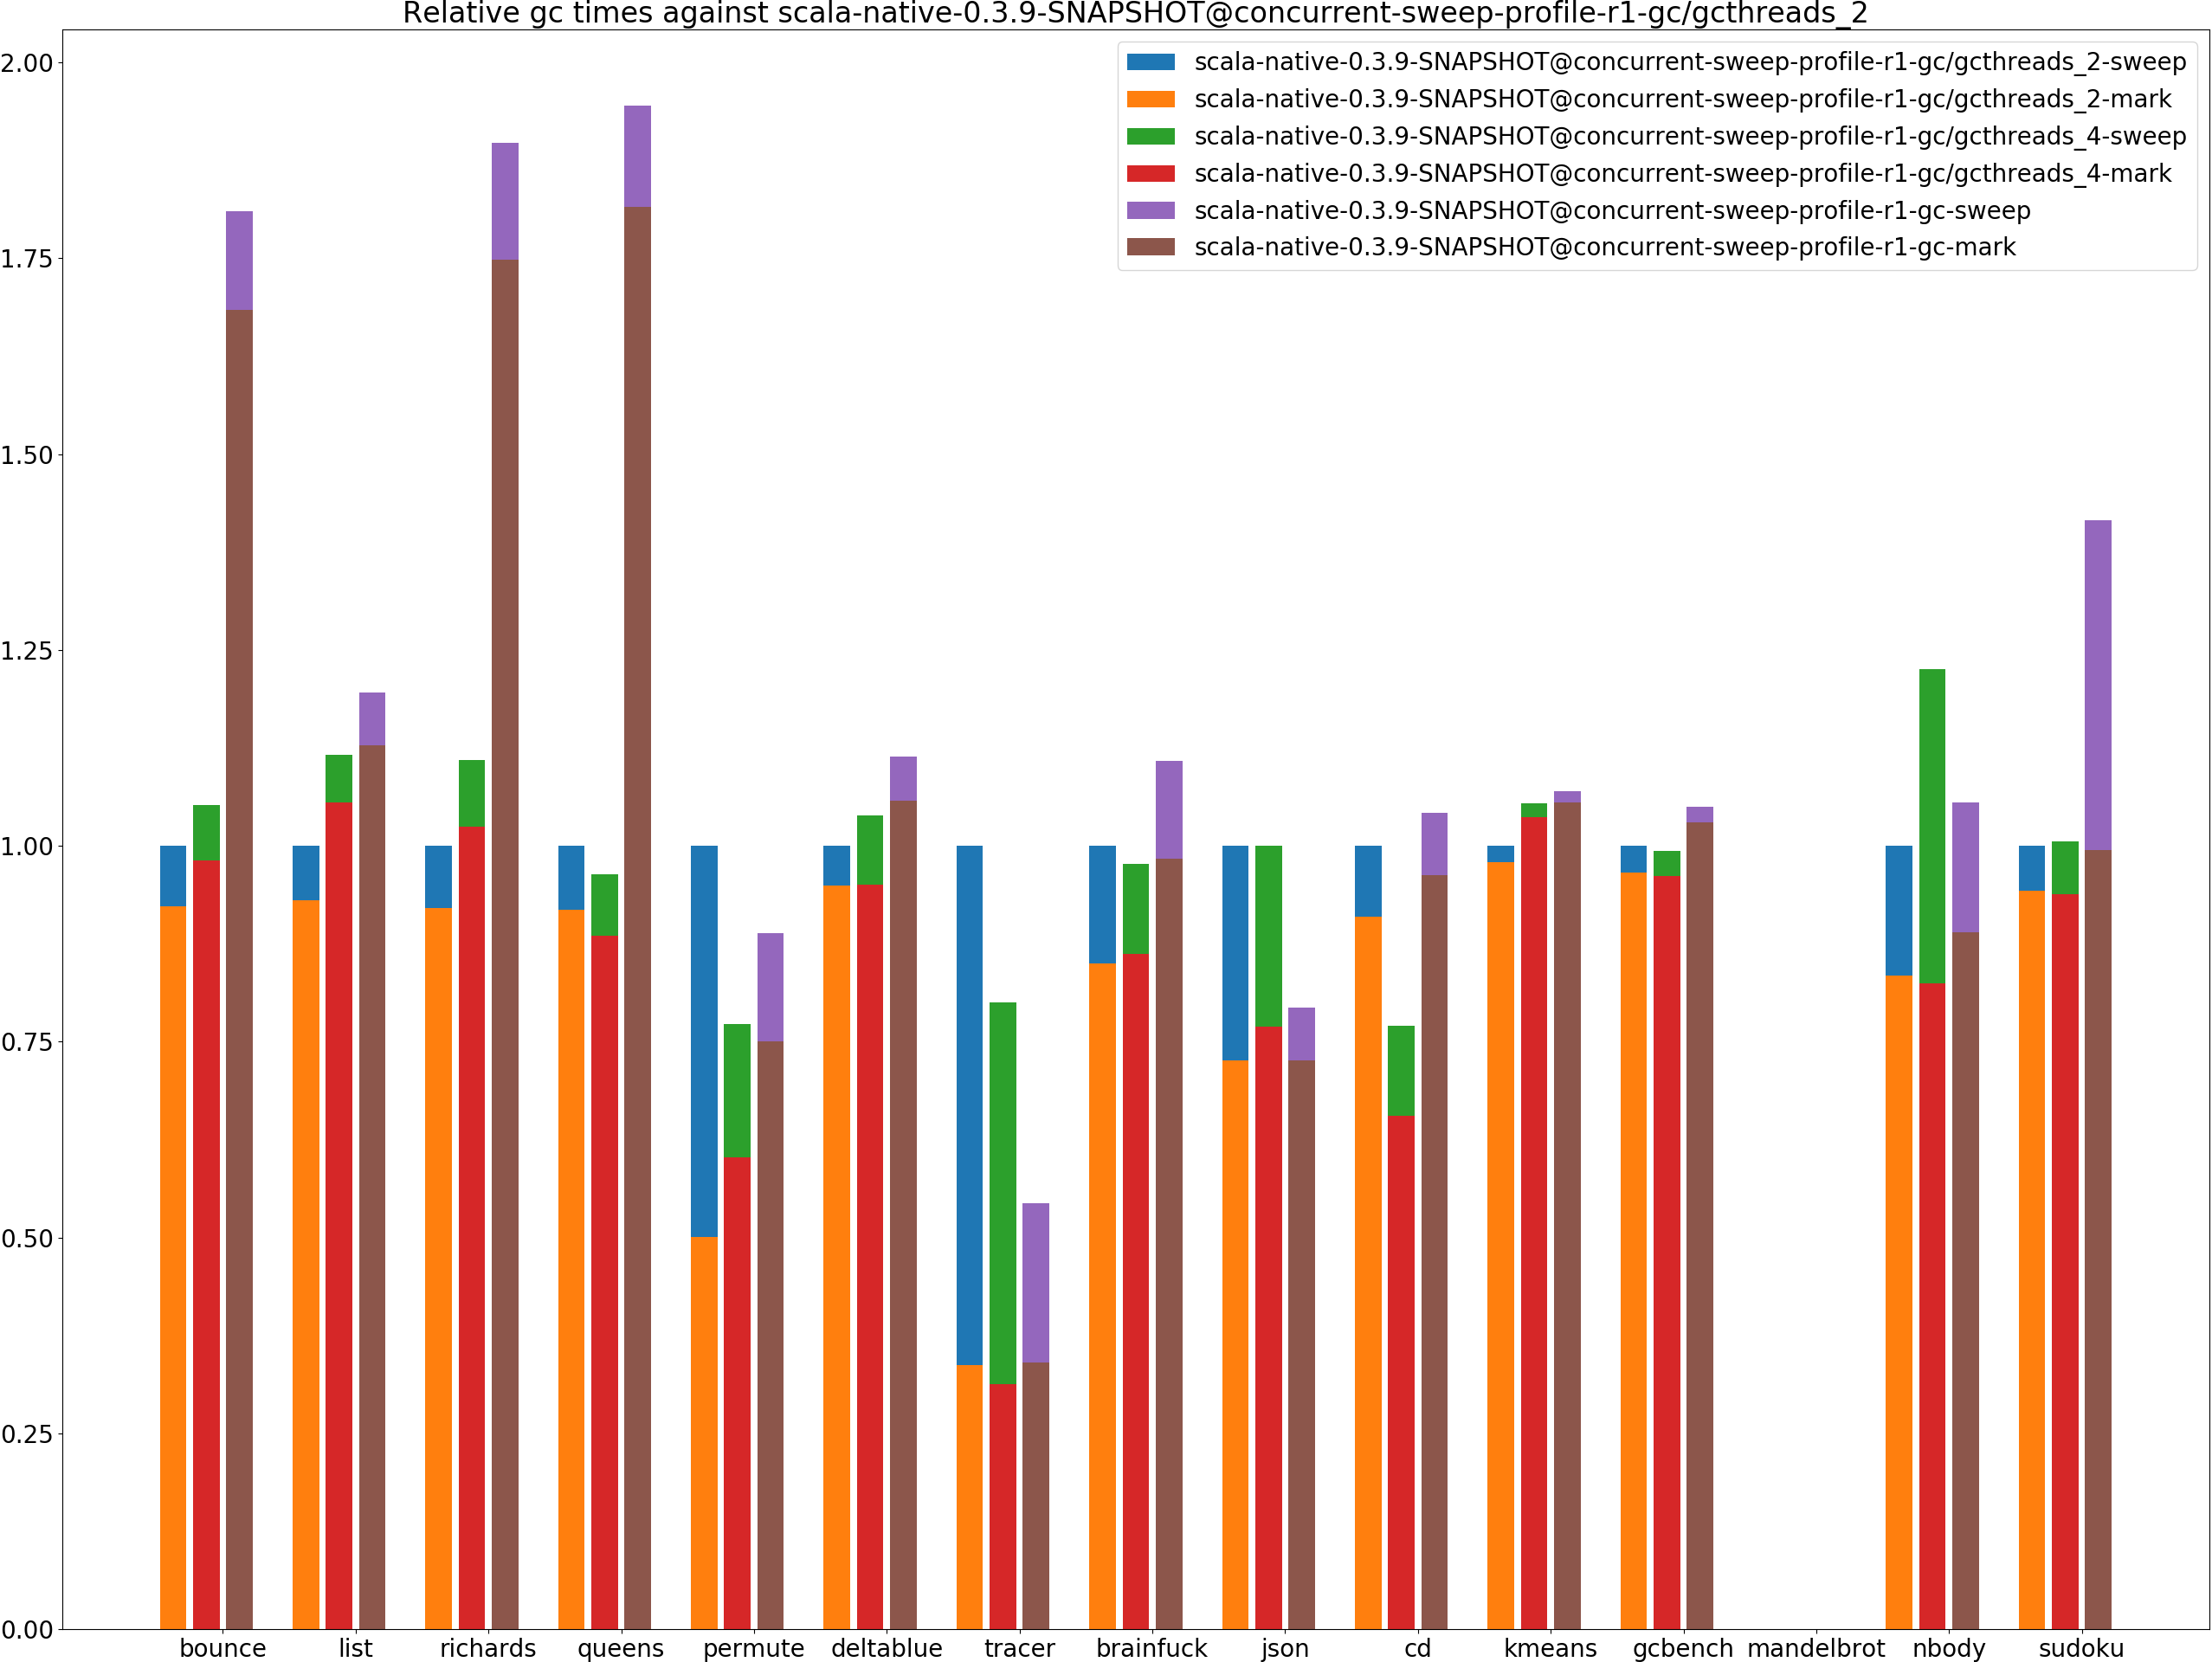 Relative gc times against scala-native-0.3.9-SNAPSHOT@concurrent-sweep-profile-r1-gc/gcthreads_2
scala-native-0.3.9-SNAPSHOT@concurrent-sweep-profile-r1-gc/gcthreads_2-sweep
scala-native-0.3.9-SNAPSHOT@concurrent-sweep-profile-r1-gc/gcthreads_2-mark
scala-native-0.3.9-SNAPSHOT@concurrent-sweep-profile-r1-gc/gcthreads_4-sweep
scala-native-0.3.9-SNAPSHOT@concurrent-sweep-profile-r1-gc/gcthreads_4-mark
scala-native-0.3.9-SNAPSHOT@concurrent-sweep-profile-r1-gc-sweep
scala-native-0.3.9-SNAPSHOT@concurrent-sweep-profile-r1-gc-mark
2.00
1.75
1.50
1.25
1.00
0.75
0.50
0.25
0.00
bounce list richards queens permute deltablue tracer brainfuck json cd kmeans gcbench mandelbrot nbody sudoku